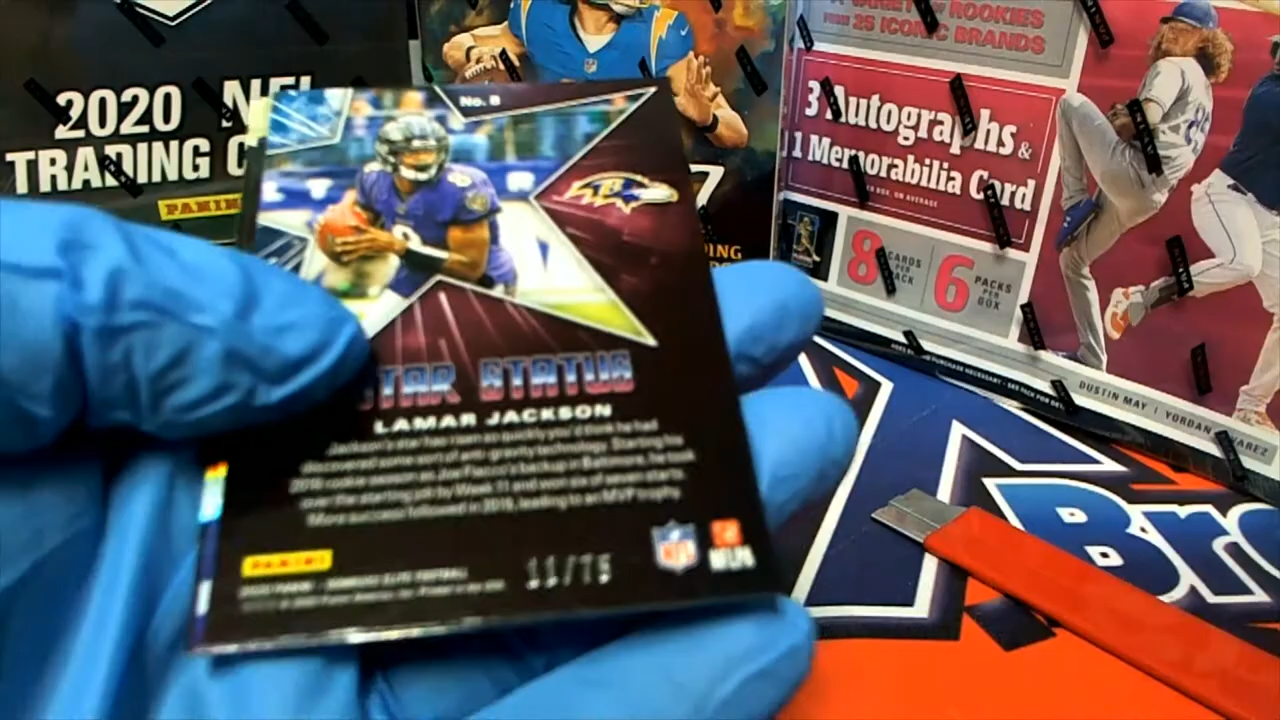 2020 NFL
TRADING C
PANINI
No. 8
STAR STATUS
LAMAR JACKSON
Jackson's star has risen so quickly you'd think he had
discovered some sort of anti-gravity technology. Starting his
2018 rookie season as Joe Flacco's backup in Baltimore, he took
over the starting job by Week 11 and won six of seven starts.
More success followed in 2019, leading to an MVP trophy.
PANINI
11/75
NFL
NFLPA
OF ROOKIES
FROM 25 ICONIC BRANDS
3 Autographs &
1 Memorabilia Card
PER BOX, ON AVERAGE
8 CARDS PER PACK
6 PACKS PER BOX
DUSTIN MAY | YORDAN ALVAREZ
Bro